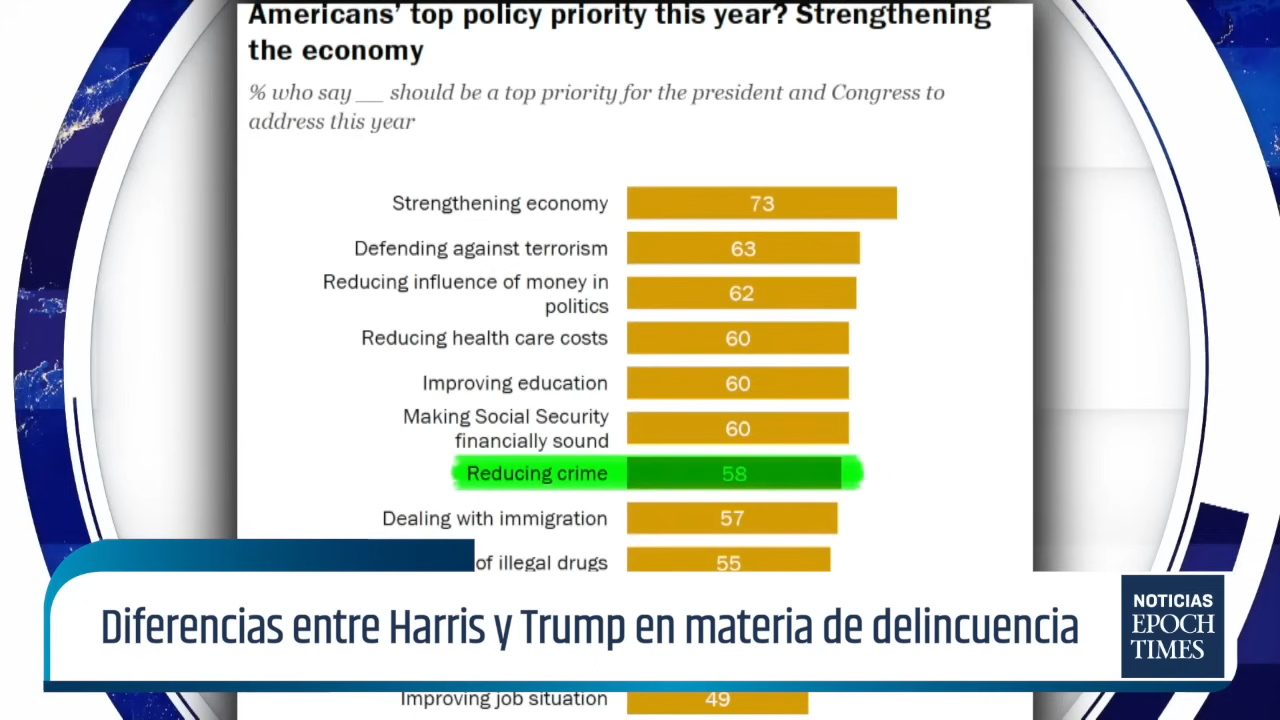 Americans' top policy priority this year? Strengthening
the economy
% who say __ should be a top priority for the president and Congress to
address this year
Strengthening economy 73
Defending against terrorism 63
Reducing influence of money in
politics 62
Reducing health care costs 60
Improving education 60
Making Social Security
financially sound 60
Reducing crime 58
Dealing with immigration 57
of illegal drugs 55
Diferencias entre Harris y Trump en materia de delincuencia
NOTICIAS
EPOCH
TIMES
Improving job situation 49